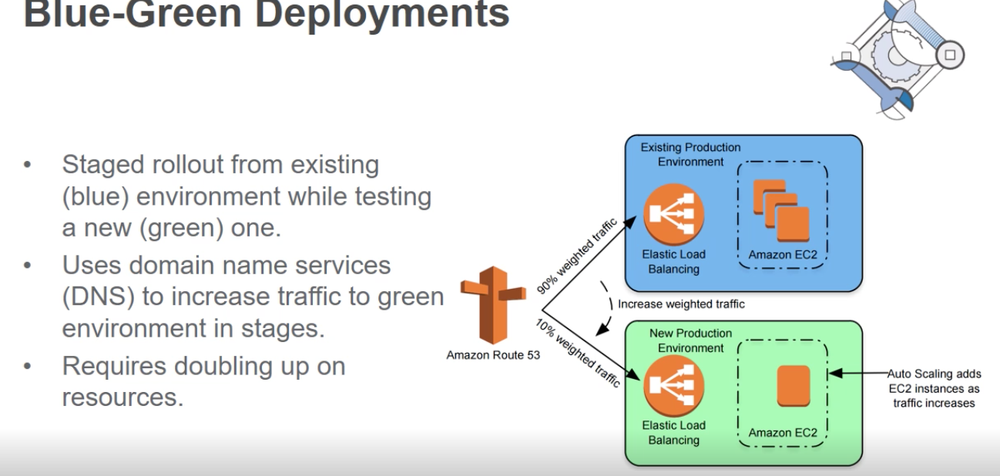 Blue-Green Deployments
• Staged rollout from existing
(blue) environment while testing
a new (green) one.
• Uses domain name services
(DNS) to increase traffic to green
environment in stages.
• Requires doubling up on
resources.
Amazon Route 53
90% weighted traffic
10% weighted traffic
Increase weighted traffic
Existing Production
Environment
Elastic Load
Balancing
Amazon EC2
New Production
Environment
Elastic Load
Balancing
Amazon EC2
Auto Scaling adds
EC2 instances as
traffic increases